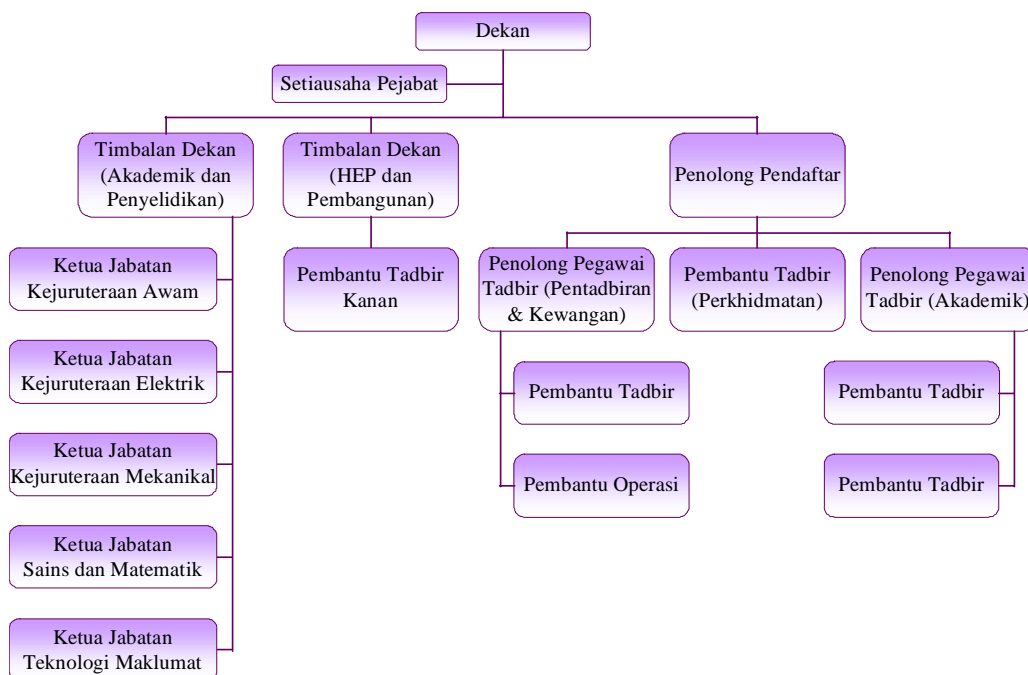 Dekan
Setiausaha Pejabat
Timbalan Dekan
(Akademik dan
Penyelidikan)
Timbalan Dekan
(HEP dan
Pembangunan)
Penolong Pendaftar
Ketua Jabatan
Kejuruteraan Awam
Ketua Jabatan
Kejuruteraan Elektrik
Ketua Jabatan
Kejuruteraan Mekanikal
Ketua Jabatan
Sains dan Matematik
Ketua Jabatan
Teknologi Maklumat
Pembantu Tadbir
Kanan
Penolong Pegawai
Tadbir (Pentadbiran
& Kewangan)
Pembantu Tadbir
(Perkhidmatan)
Penolong Pegawai
Tadbir (Akademik)
Pembantu Tadbir
Pembantu Operasi
Pembantu Tadbir
Pembantu Tadbir